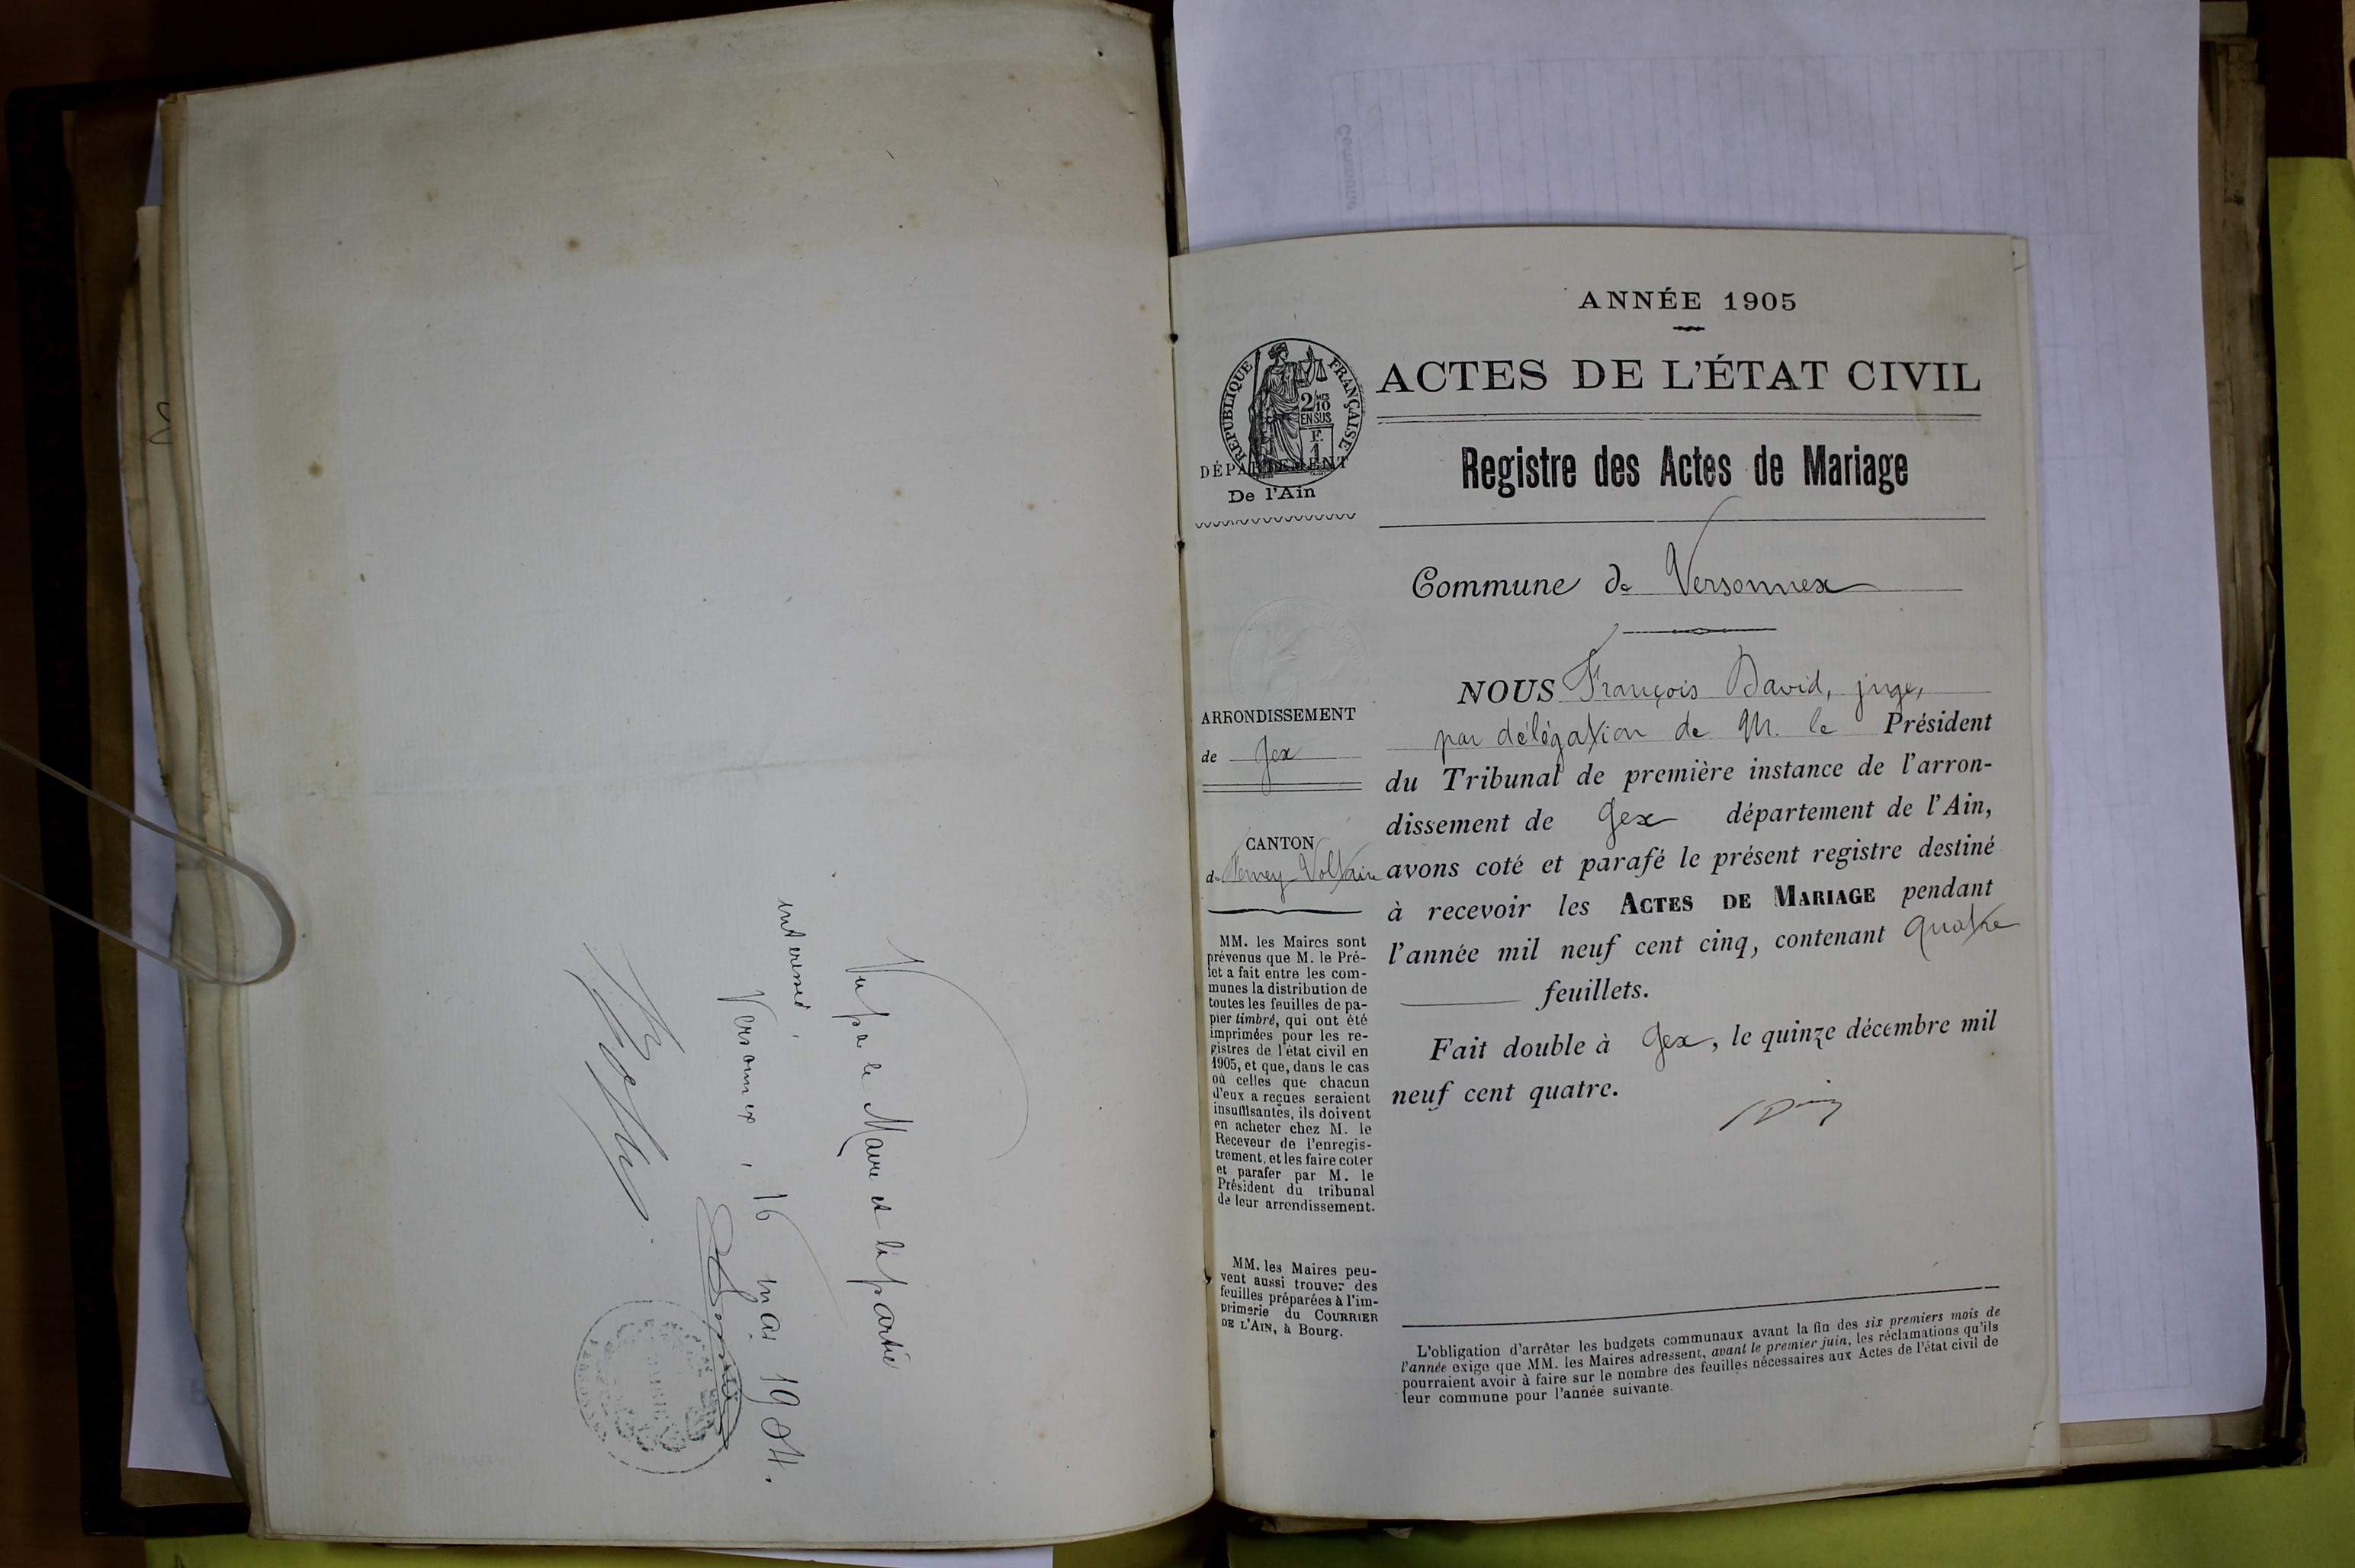 Vu par le Maire et la partie
intéressée,
Versonnex, 16 mai 1904.
ANNÉE 1905
RÉPUBLIQUE FRANÇAISE
2/10
EN SUS
F.
1
ACTES DE L'ÉTAT CIVIL
DÉPARTEMENT
De l'Ain
Registre des Actes de Mariage
Commune de Versonnex
ARRONDISSEMENT
de Gex
CANTON
de Ferney-Voltaire
MM. les Maires sont
prévenus que M. le Pré-
fet a fait entre les com-
munes la distribution de
toutes les feuilles de pa-
pier timbré, qui ont été
imprimées pour les re-
gistres de l'état civil en
1905, et que, dans le cas
où celles que chacun
d'eux a reçues seraient
insuffisantes, ils doivent
en acheter chez M. le
Receveur de l'enregis-
trement, et les faire coter
et parafer par M. le
Président du tribunal
de leur arrondissement.
MM. les Maires peu-
vent aussi trouver des
feuilles préparées à l'im-
primerie du COURRIER
DE L'AIN, à Bourg.
NOUS François David, juge,
par délégation de M. le Président
du Tribunal de première instance de l'arron-
dissement de Gex département de l'Ain,
avons coté et parafé le présent registre destiné
à recevoir les ACTES DE MARIAGE pendant
l'année mil neuf cent cinq, contenant quatre
feuillets.
Fait double à Gex, le quinze décembre mil
neuf cent quatre.
L'obligation d'arrêter les budgets communaux avant la fin des six premiers mois de
l'année exige que MM. les Maires adressent, avant le premier juin, les réclamations qu'ils
pourraient avoir à faire sur le nombre des feuilles nécessaires aux Actes de l'état civil de
leur commune pour l'année suivante.
Commune